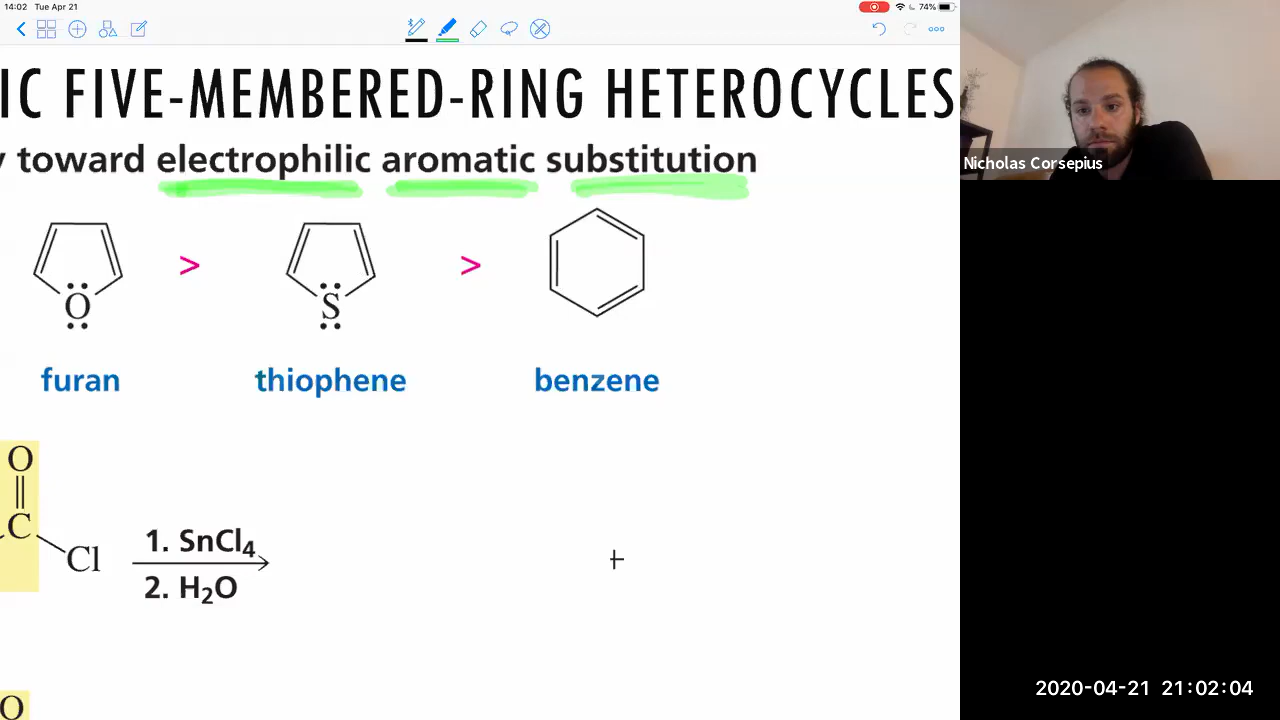 14:02 Tue Apr 21
74%
IC FIVE-MEMBERED-RING HETEROCYCLES
y toward electrophilic aromatic substitution
O > S >
furan thiophene benzene
O
C
Cl
1. SnCl4
2. H2O
+
O
Nicholas Corsepius
2020-04-21 21:02:04